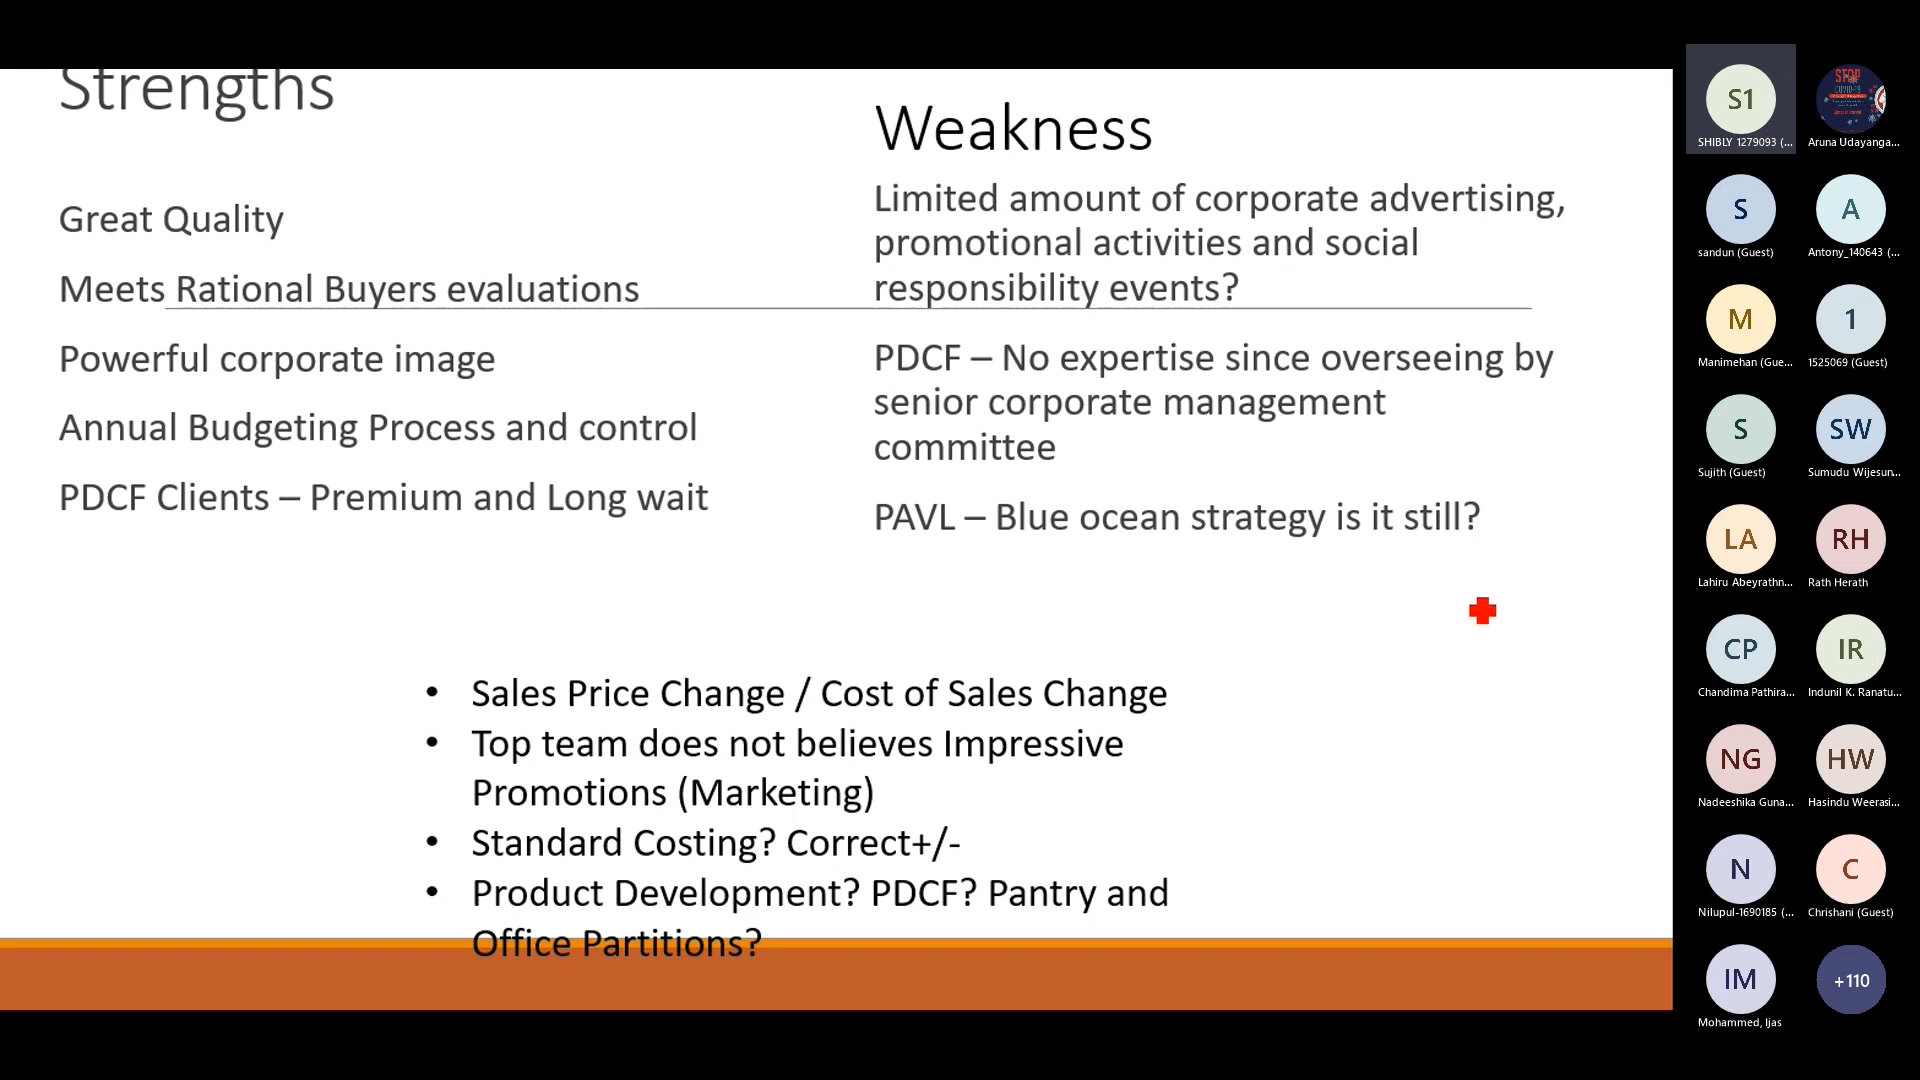 Strengths
Great Quality
Meets Rational Buyers evaluations
Powerful corporate image
Annual Budgeting Process and control
PDCF Clients – Premium and Long wait
Weakness
Limited amount of corporate advertising,
promotional activities and social
responsibility events?
PDCF – No expertise since overseeing by
senior corporate management
committee
PAVL – Blue ocean strategy is it still?
• Sales Price Change / Cost of Sales Change
• Top team does not believes Impressive
Promotions (Marketing)
• Standard Costing? Correct+/-
• Product Development? PDCF? Pantry and
Office Partitions?
S1
SHIBLY 1279093 (...
STOP
COVID-19
Aruna Udayanga...
S
sandun (Guest)
A
Antony_140643 (...
M
Manimehan (Gue...
1
1525069 (Guest)
S
Sujith (Guest)
SW
Sumudu Wijesun...
LA
Lahiru Abeyrathn...
RH
Rath Herath
CP
Chandima Pathira...
IR
Indunil K. Ranatu...
NG
Nadeeshika Guna...
HW
Hasindu Weerasi...
N
Nilupul-1690185 (...
C
Chrishani (Guest)
IM
Mohammed, Ijas
+110